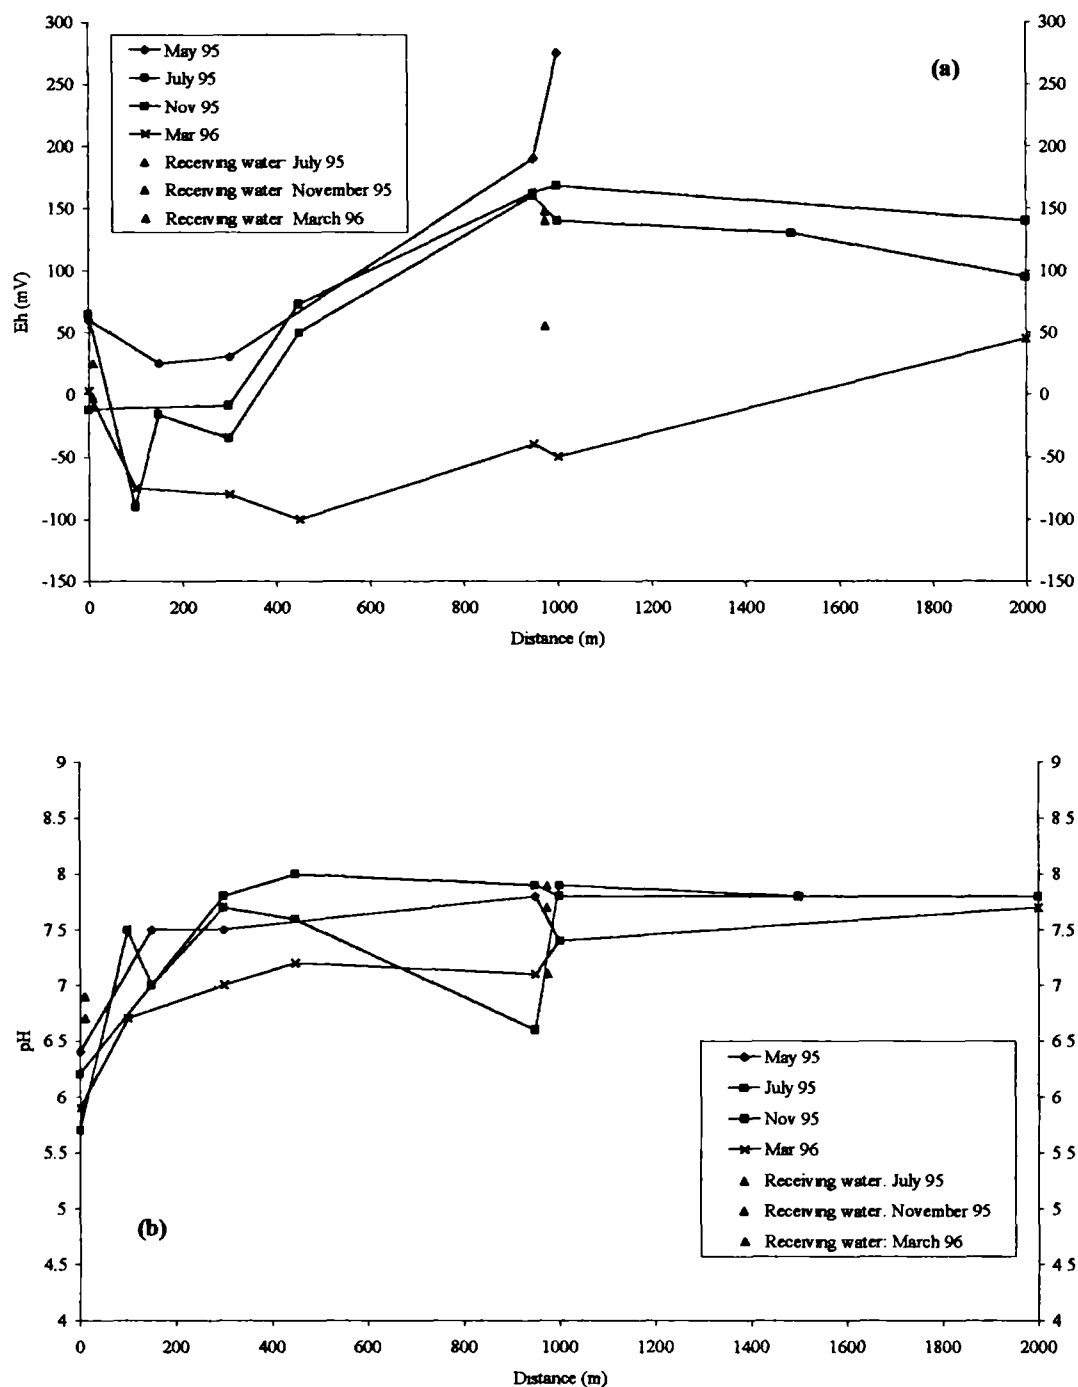 300
250
200
150
100
50
0
-50
-100
-150
Eh (mV)
May 95
July 95
Nov 95
Mar 96
Receiving water July 95
Receiving water November 95
Receiving water March 96
(a)
300
250
200
150
100
50
0
-50
-100
-150
0 200 400 600 800 1000 1200 1400 1600 1800 2000
Distance (m)
9
8.5
8
7.5
7
6.5
6
5.5
5
4.5
4
pH
(b)
May 95
July 95
Nov 95
Mar 96
Receiving water. July 95
Receiving water. November 95
Receiving water: March 96
9
8 5
8
7 5
7
6 5
6
5 5
5
4 5
4
0 200 400 600 800 1000 1200 1400 1600 1800 2000
Distance (m)